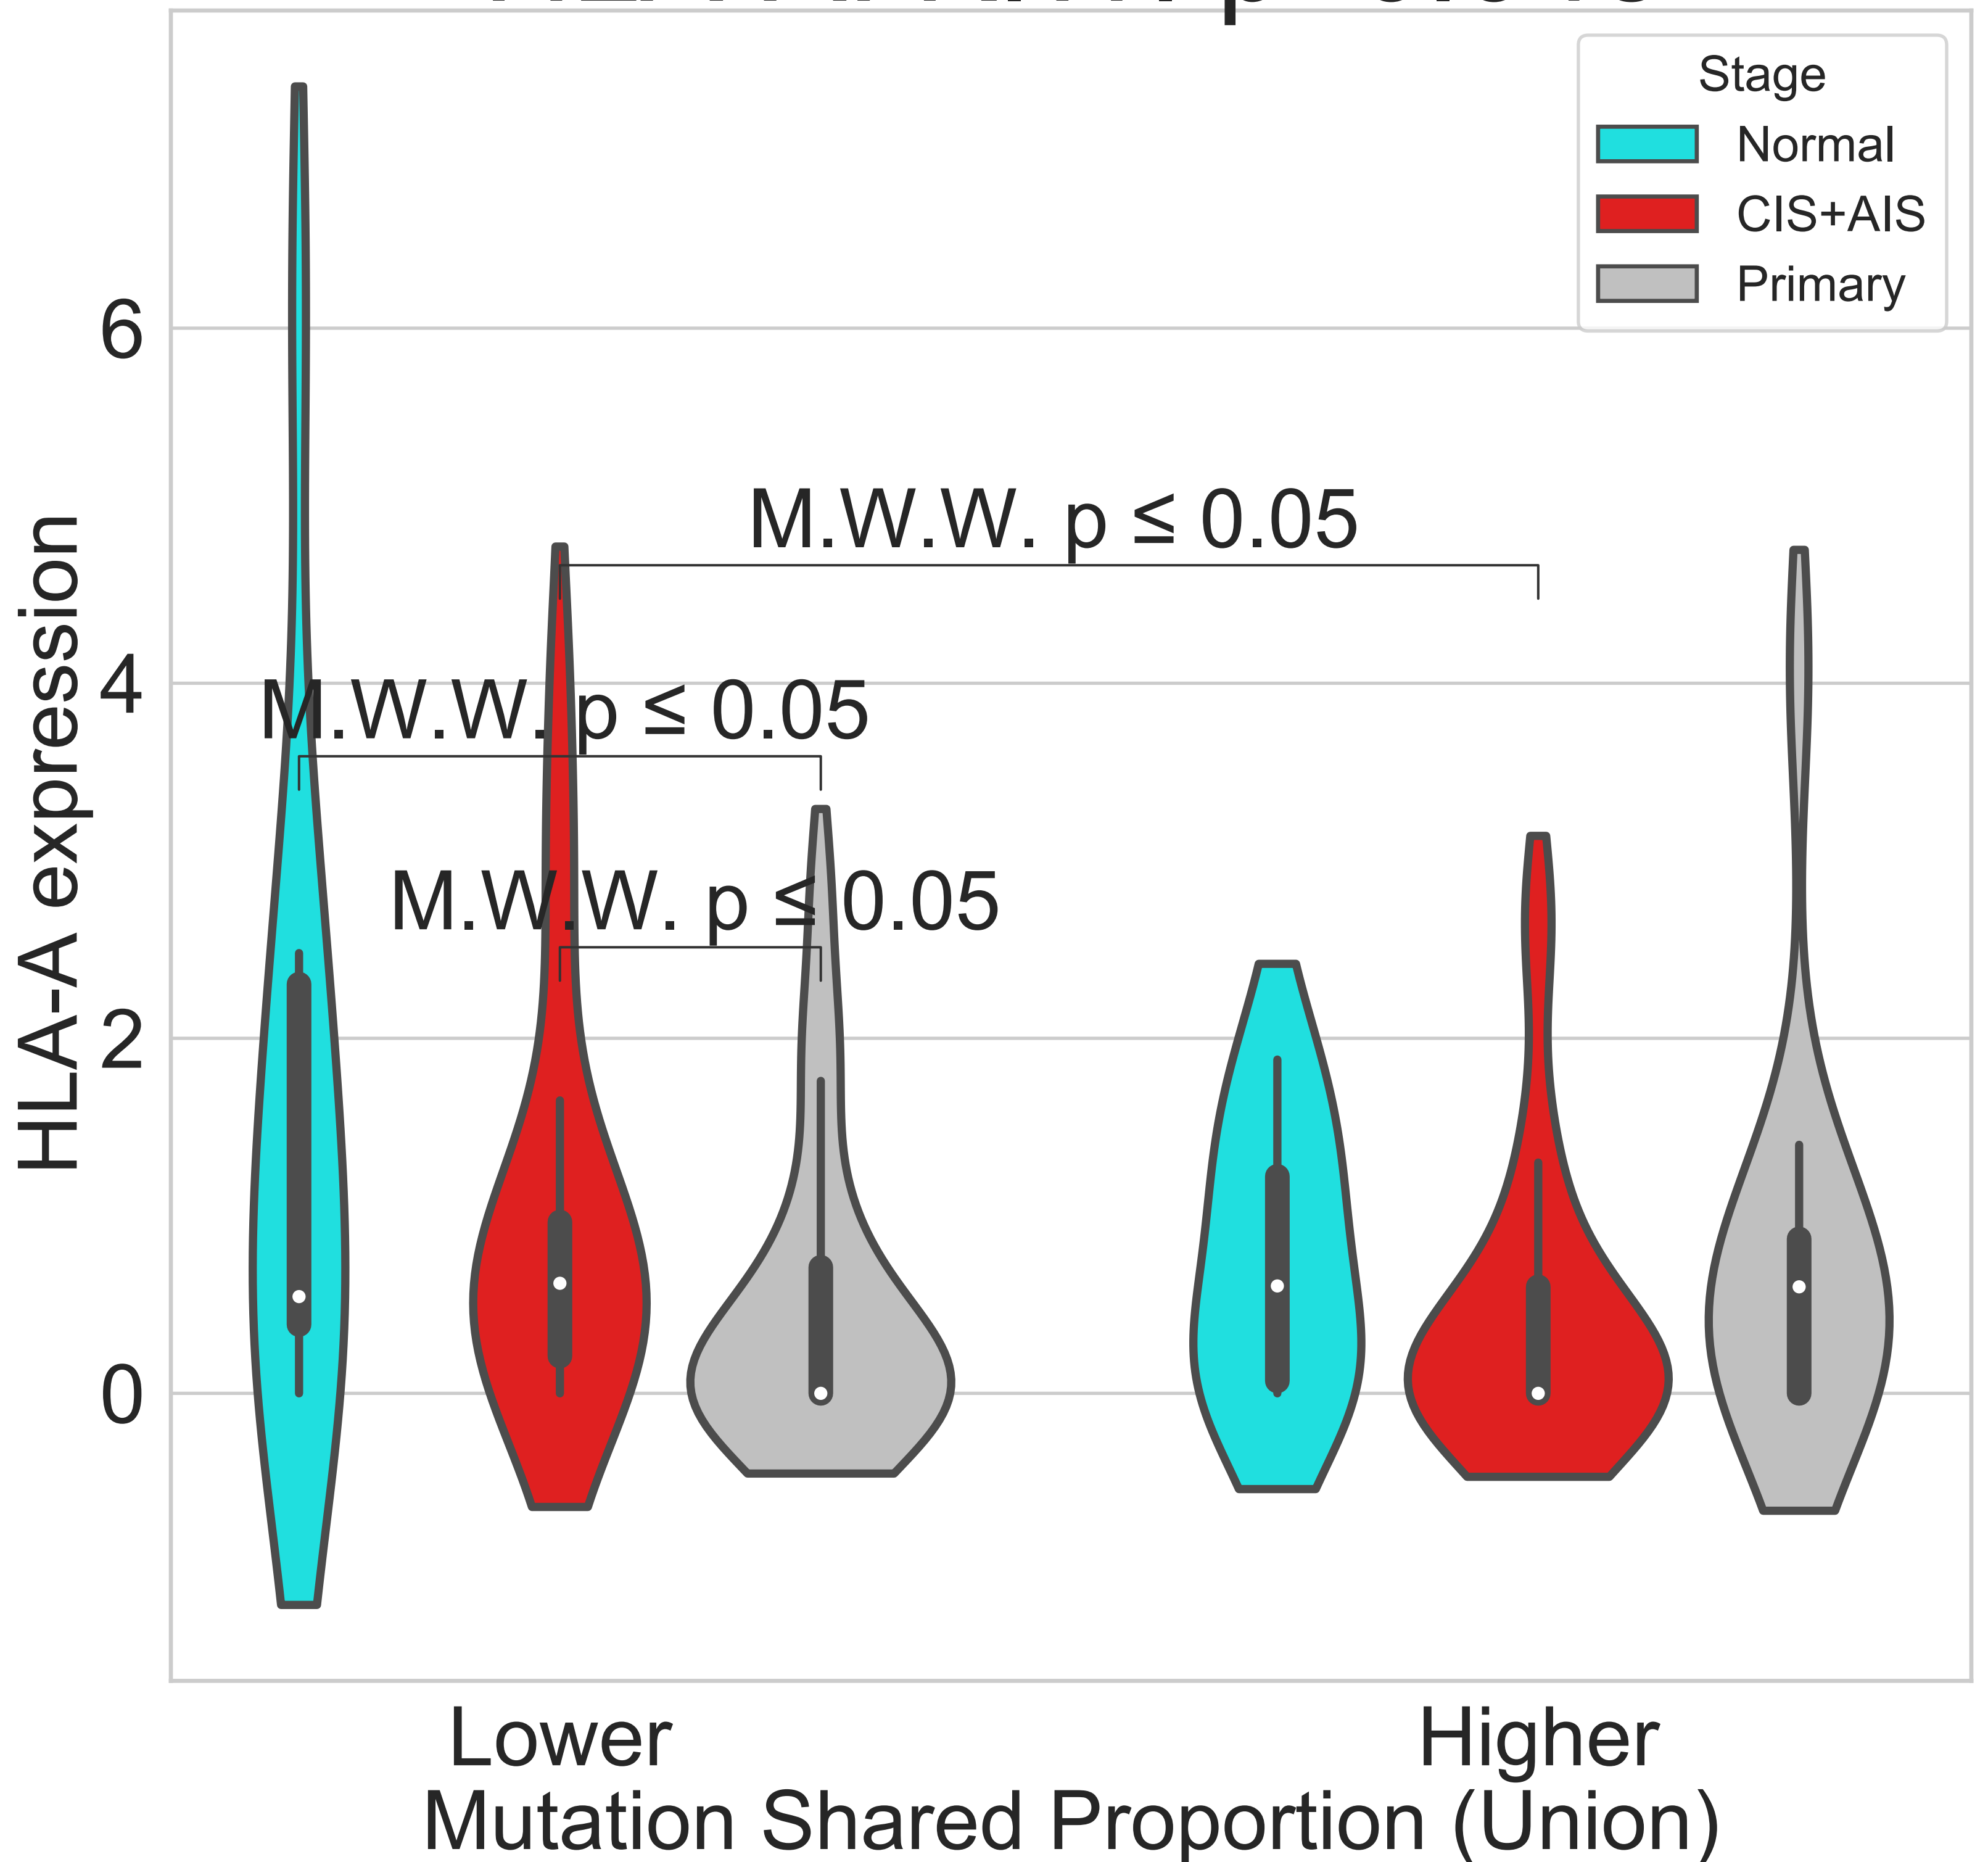 Stage
Normal
CIS+AIS
Primary
6
4
2
0
HLA-A expression
M.W.W. p ≤ 0.05
M.W.W. p ≤ 0.05
M.W.W. p ≤ 0.05
Lower
Higher
Mutation Shared Proportion (Union)